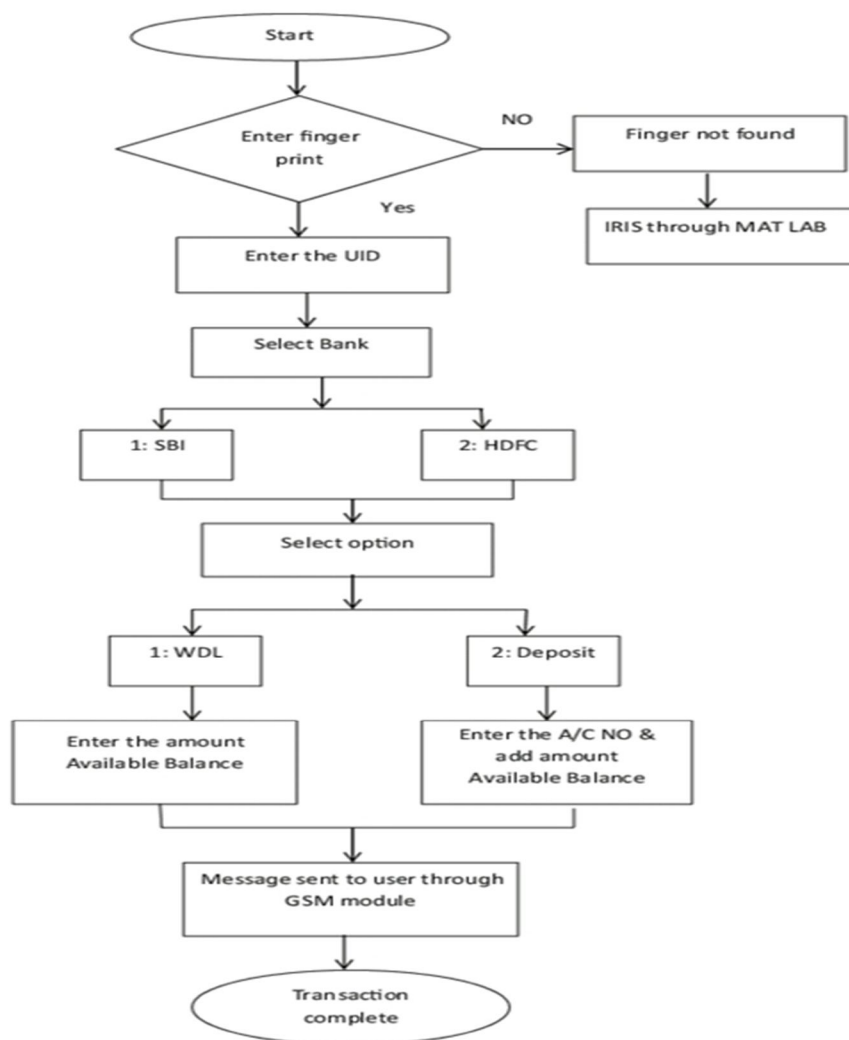 Start
Enter finger
print
NO
Finger not found
IRIS through MAT LAB
Yes
Enter the UID
Select Bank
1: SBI
2: HDFC
Select option
1: WDL
2: Deposit
Enter the amount
Available Balance
Enter the A/C NO &
add amount
Available Balance
Message sent to user through
GSM module
Transaction
complete